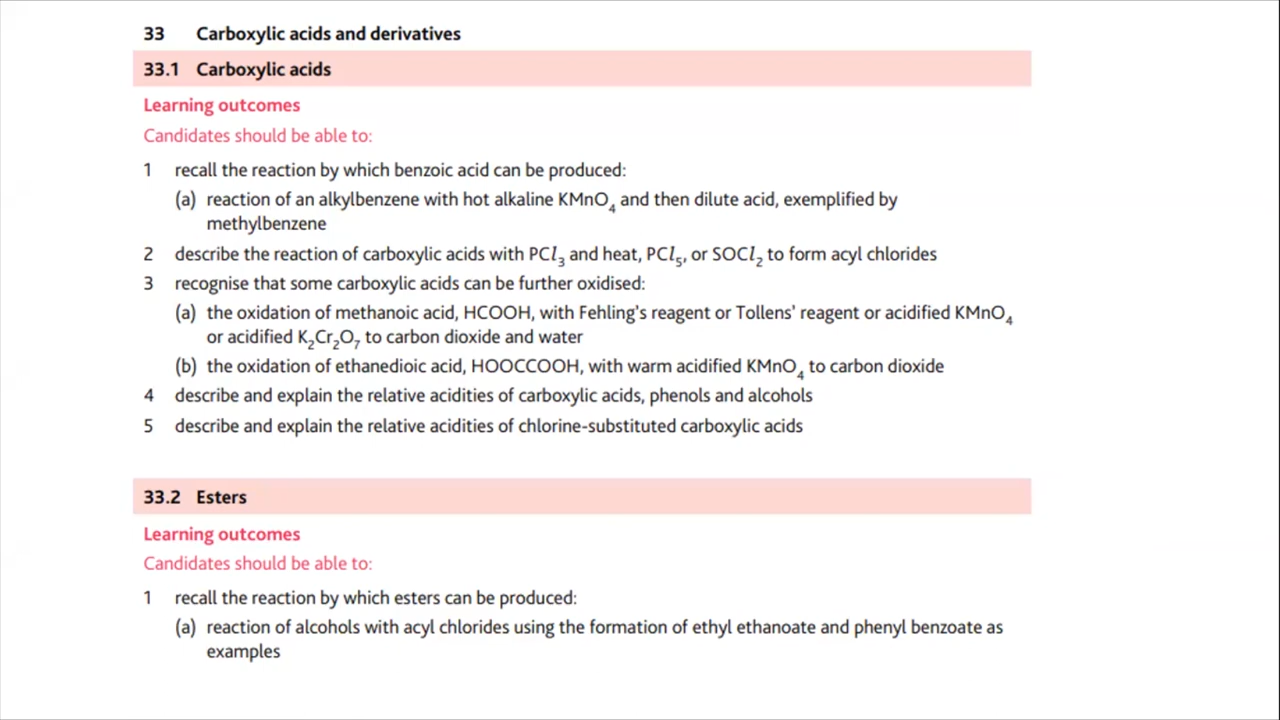 33 Carboxylic acids and derivatives
33.1 Carboxylic acids
Learning outcomes
Candidates should be able to:
1 recall the reaction by which benzoic acid can be produced:
(a) reaction of an alkylbenzene with hot alkaline KMnO₄ and then dilute acid, exemplified by
methylbenzene
2 describe the reaction of carboxylic acids with PCl₃ and heat, PCl₅, or SOCl₂ to form acyl chlorides
3 recognise that some carboxylic acids can be further oxidised:
(a) the oxidation of methanoic acid, HCOOH, with Fehling's reagent or Tollens' reagent or acidified KMnO₄
or acidified K₂Cr₂O₇ to carbon dioxide and water
(b) the oxidation of ethanedioic acid, HOOCCOOH, with warm acidified KMnO₄ to carbon dioxide
4 describe and explain the relative acidities of carboxylic acids, phenols and alcohols
5 describe and explain the relative acidities of chlorine-substituted carboxylic acids
33.2 Esters
Learning outcomes
Candidates should be able to:
1 recall the reaction by which esters can be produced:
(a) reaction of alcohols with acyl chlorides using the formation of ethyl ethanoate and phenyl benzoate as
examples